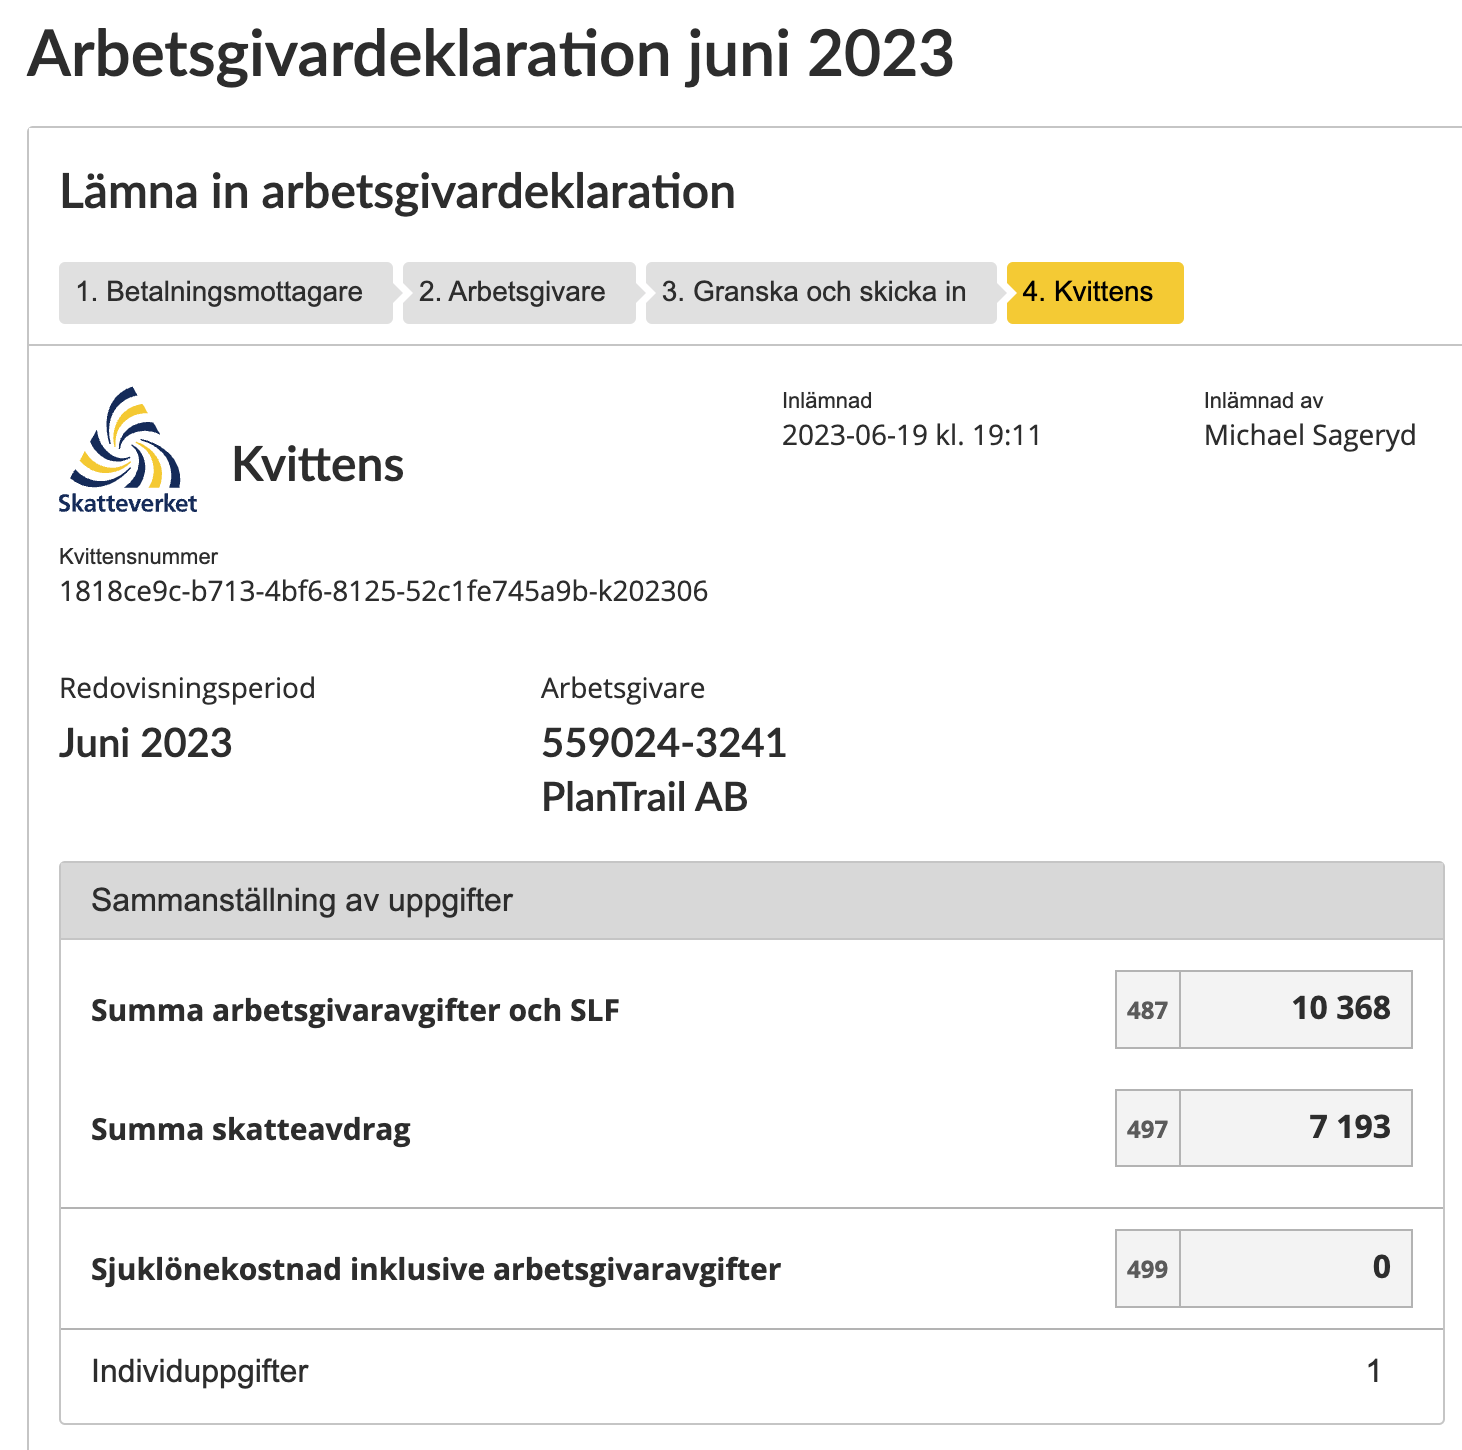 Arbetsgivardeklaration juni 2023
Lämna in arbetsgivardeklaration
1. Betalningsmottagare
2. Arbetsgivare
3. Granska och skicka in
4. Kvittens
Skatteverket
Kvittens
Inlämnad
2023-06-19 kl. 19:11
Inlämnad av
Michael Sageryd
Kvittensnummer
1818ce9c-b713-4bf6-8125-52c1fe745a9b-k202306
Redovisningsperiod
Juni 2023
Arbetsgivare
559024-3241
PlanTrail AB
Sammanställning av uppgifter
Summa arbetsgivaravgifter och SLF 487 10 368
Summa skatteavdrag 497 7 193
Sjuklönekostnad inklusive arbetsgivaravgifter 499 0
Individuppgifter 1